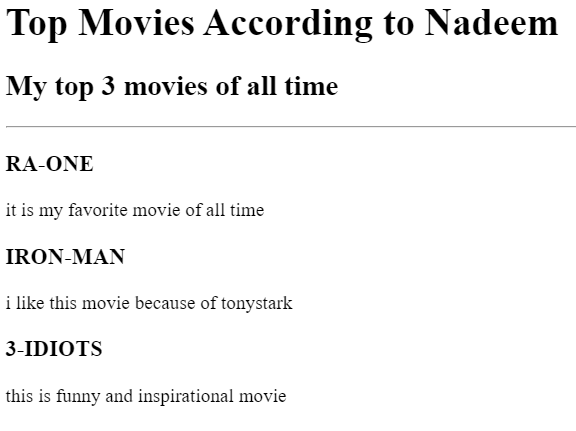 Top Movies According to Nadeem
My top 3 movies of all time
RA-ONE
it is my favorite movie of all time
IRON-MAN
i like this movie because of tonystark
3-IDIOTS
this is funny and inspirational movie